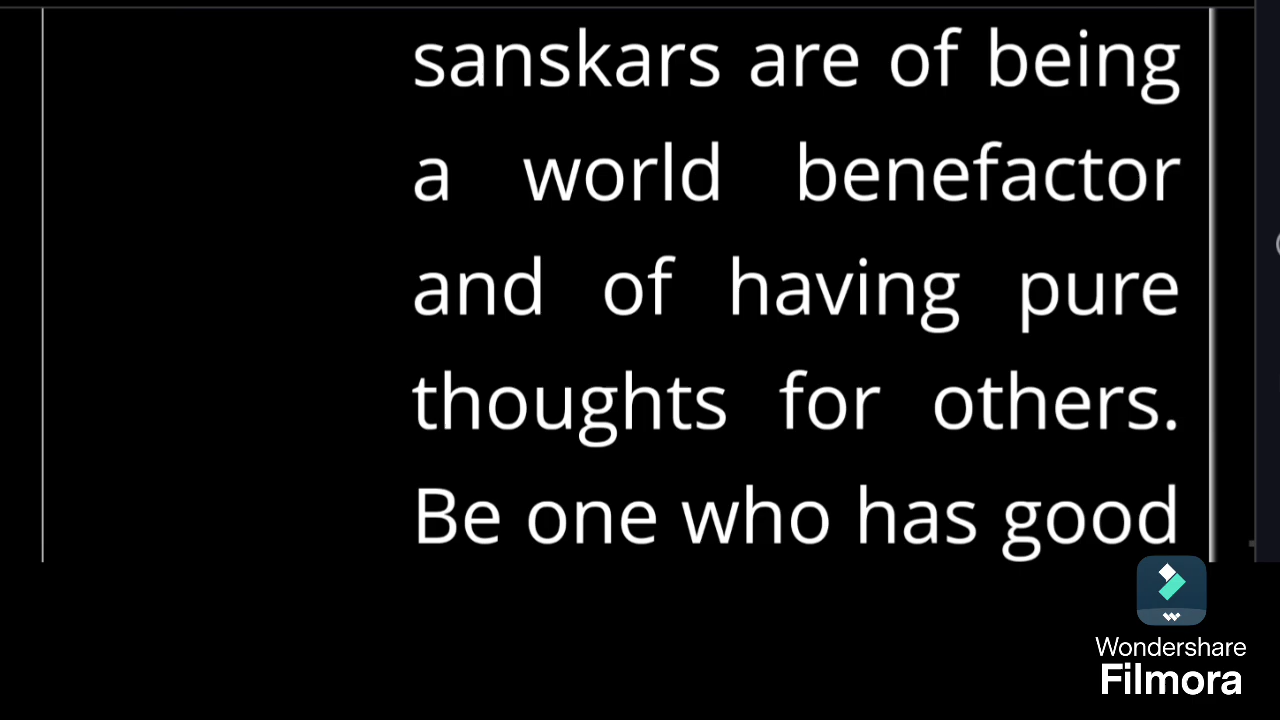 sanskars are of being
a world benefactor
and of having pure
thoughts for others.
Be one who has good
Wondershare
Filmora